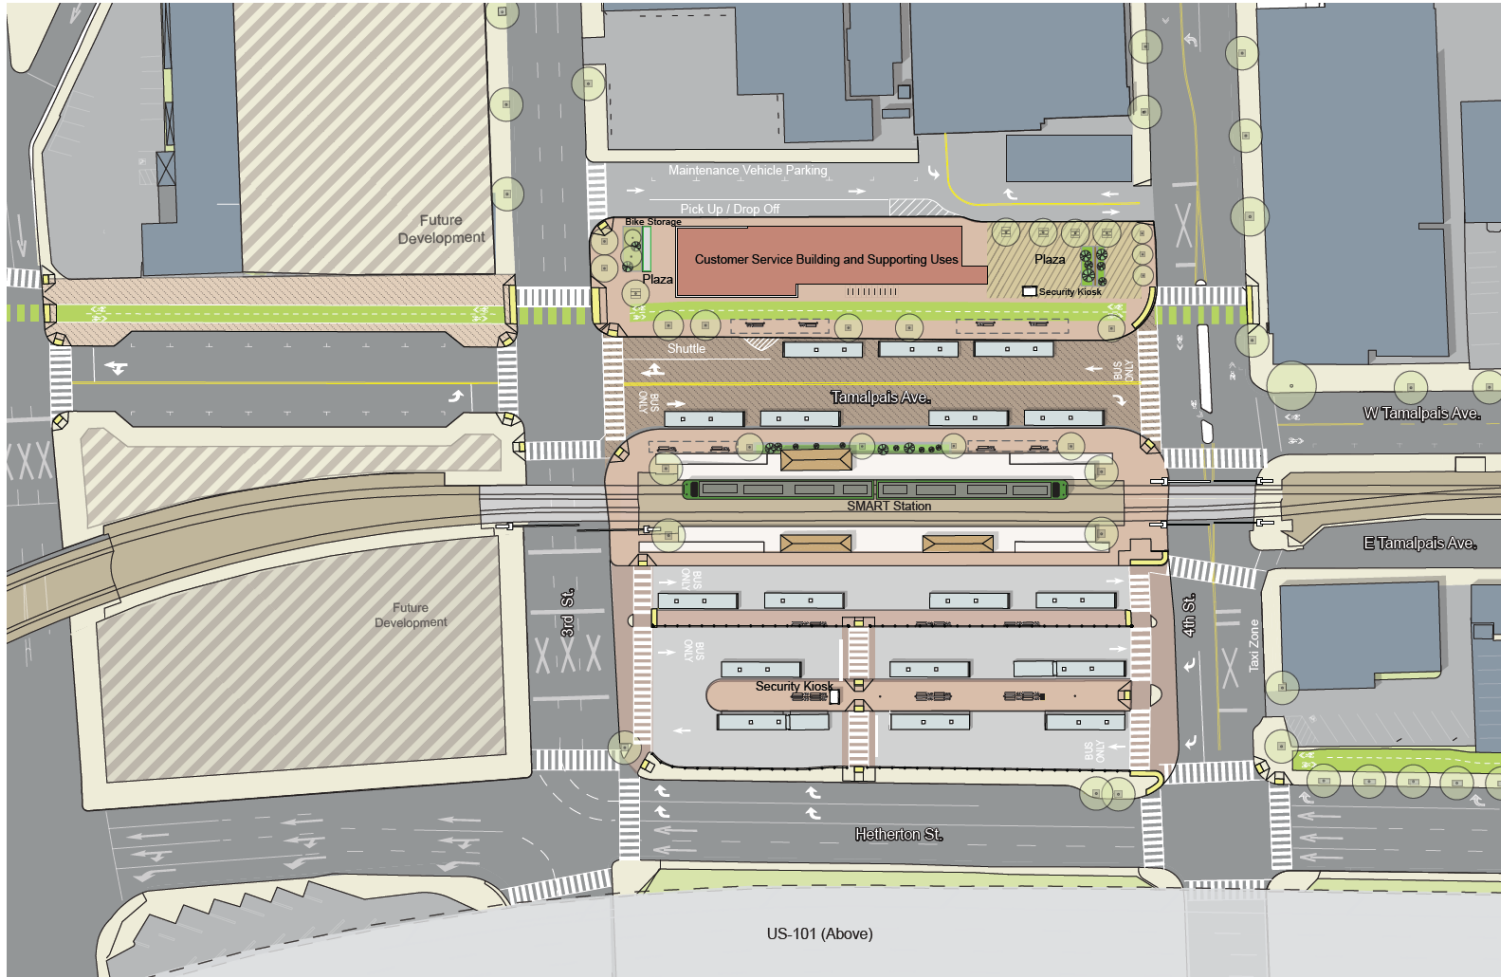 Maintenance Vehicle Parking
Pick Up / Drop Off
Future
Development
Bike Storage
Customer Service Building and Supporting Uses
Plaza
Plaza
Security Kiosk
Shuttle
BUS
ONLY
BUS
ONLY
Tamalpais Ave.
W Tamalpais Ave.
SMART Station
E Tamalpais Ave.
BUS
ONLY
Future
Development
3rd St.
4th St.
Taxi Zone
BUS
ONLY
Security Kiosk
BUS
ONLY
Hetherton St.
US-101 (Above)